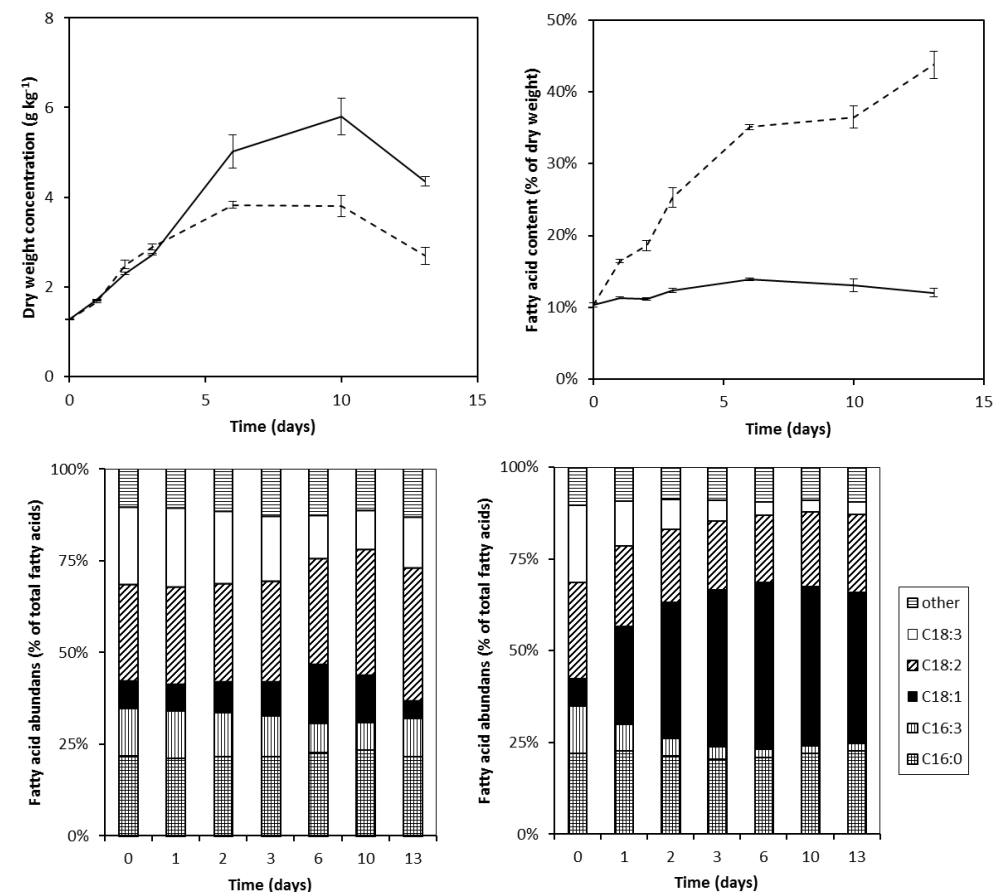 Dry weight concentration (g kg⁻¹)
8
6
4
2
0
0 5 10 15
Time (days)
Fatty acid content (% of dry weight)
50%
40%
30%
20%
10%
0%
0 5 10 15
Time (days)
Fatty acid abundans (% of total fatty acids)
100%
75%
50%
25%
0%
0 1 2 3 6 10 13
Time (days)
Fatty acid abundans (% of total fatty acids)
100%
75%
50%
25%
0%
0 1 2 3 6 10 13
Time (days)
other
C18:3
C18:2
C18:1
C16:3
C16:0